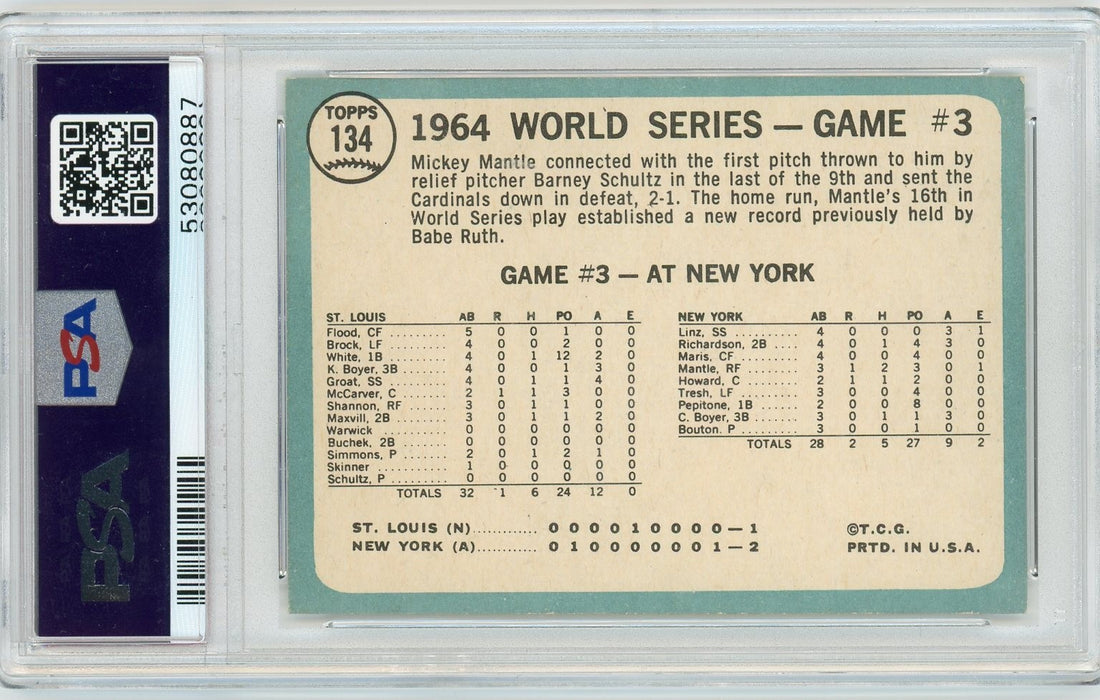 TOPPS
134
1964 WORLD SERIES — GAME #3
Mickey Mantle connected with the first pitch thrown to him by
relief pitcher Barney Schultz in the last of the 9th and sent the
Cardinals down in defeat, 2-1. The home run, Mantle's 16th in
World Series play established a new record previously held by
Babe Ruth.
GAME #3 — AT NEW YORK
ST. LOUIS AB R H PO A E
Flood, CF ........ 5 0 0 1 0 0
Brock, LF ........ 4 0 0 2 0 0
White, 1B ........ 4 0 1 12 2 0
K. Boyer, 3B ...... 4 0 0 1 3 0
Groat, SS ........ 4 0 1 1 4 0
McCarver, C ...... 2 1 1 3 0 0
Shannon, RF ...... 3 0 1 1 0 0
Maxvill, 2B ....... 3 0 1 1 2 0
Warwick ......... 0 0 0 0 0 0
Buchek, 2B ....... 0 0 0 0 0 0
Simmons, P ....... 2 0 1 2 1 0
Skinner .......... 1 0 0 0 0 0
Schultz, P ........ 0 0 0 0 0 0
TOTALS 32 1 6 24 12 0
NEW YORK AB R H PO A E
Linz, SS ......... 4 0 0 0 3 1
Richardson, 2B .... 4 0 1 4 3 0
Maris, CF ........ 4 0 0 4 0 0
Mantle, RF ....... 3 1 2 3 0 1
Howard, C ....... 2 1 1 2 0 0
Tresh, LF ........ 3 0 0 4 0 0
Pepitone, 1B ..... 2 0 0 8 0 0
C. Boyer, 3B ...... 3 0 1 1 3 0
Bouton. P ........ 3 0 0 1 0 0
TOTALS 28 2 5 27 9 2
ST. LOUIS (N)............ 0 0 0 0 1 0 0 0 0 — 1
NEW YORK (A)........... 0 1 0 0 0 0 0 0 1 — 2
©T.C.G.
PRTD. IN U.S.A.
53080887
PSA
PSA